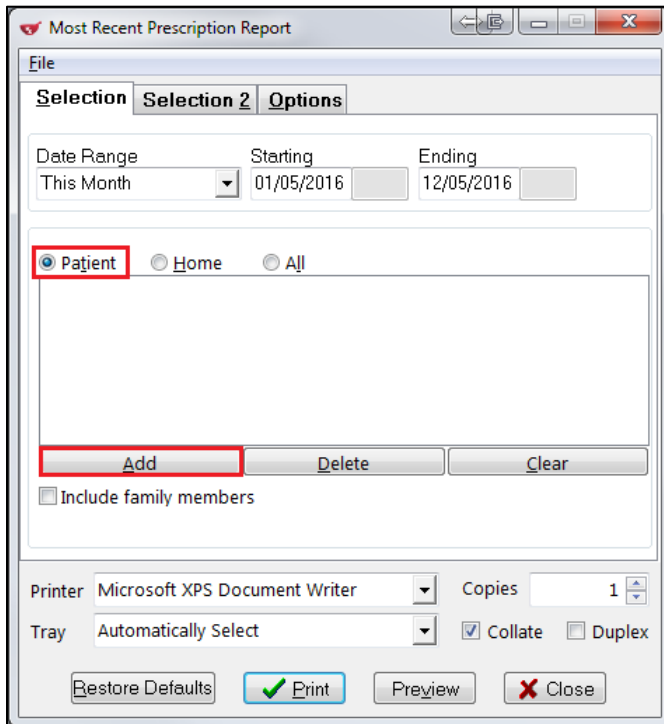 Most Recent Prescription Report
File
Selection Selection 2 Options
Date Range Starting Ending
This Month 01/05/2016 12/05/2016
Patient Home All
Add Delete Clear
Include family members
Printer Microsoft XPS Document Writer Copies 1
Tray Automatically Select Collate Duplex
Restore Defaults Print Preview Close